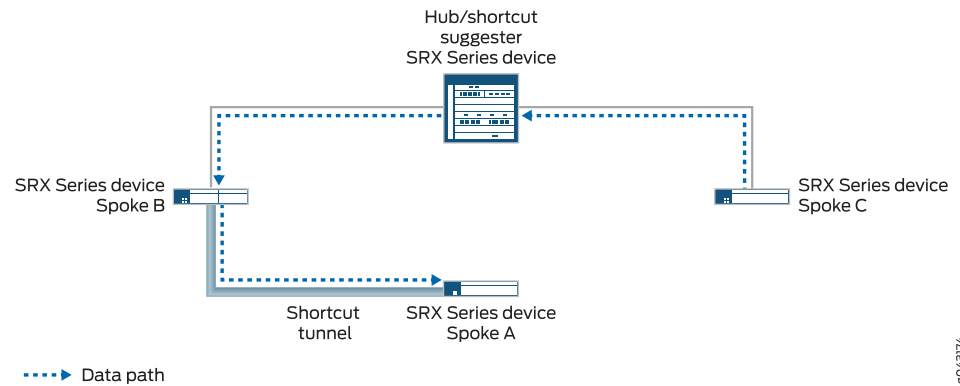 Hub/shortcut
suggester
SRX Series device
SRX Series device
Spoke B
SRX Series device
Spoke C
Shortcut
tunnel
SRX Series device
Spoke A
Data path